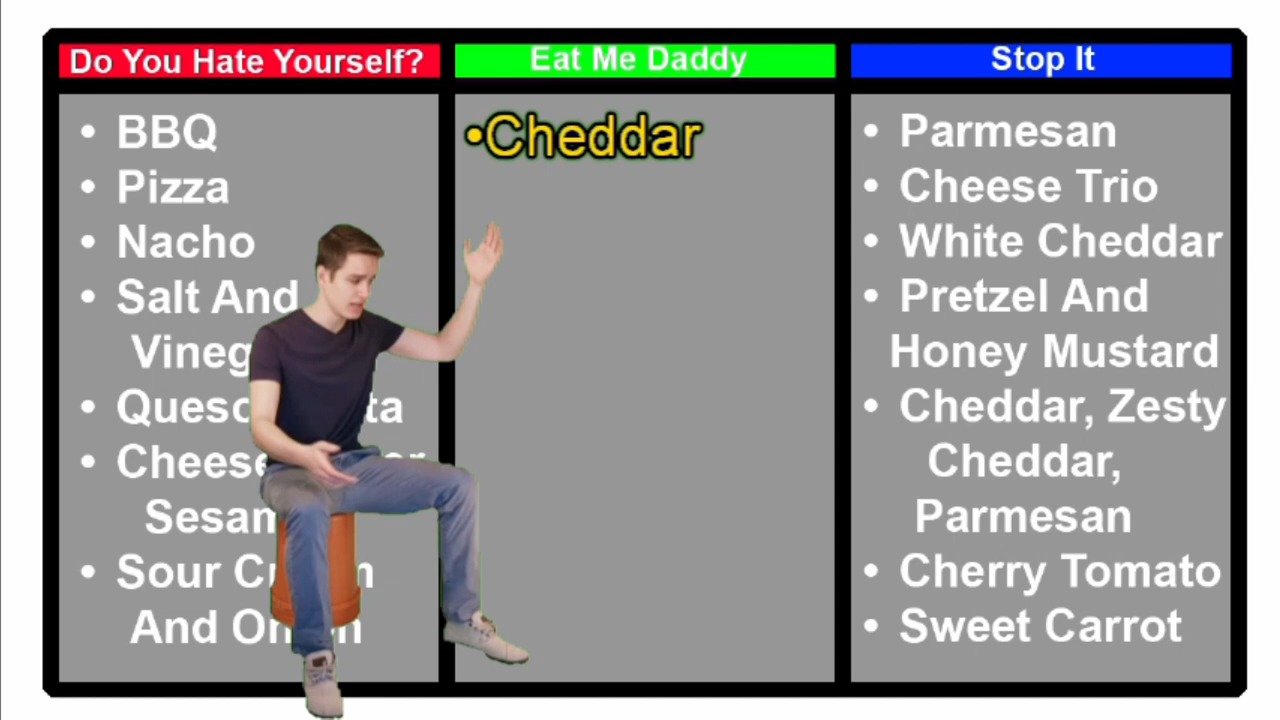 Do You Hate Yourself?
• BBQ
• Pizza
• Nacho
• Salt And
• Sour
And
Eat Me Daddy
•Cheddar
Stop It
• Parmesan
• Cheese Trio
• White Cheddar
• Pretzel And
Honey Mustard
• Cheddar, Zesty
Cheddar,
Parmesan
• Cherry Tomato
• Sweet Carrot